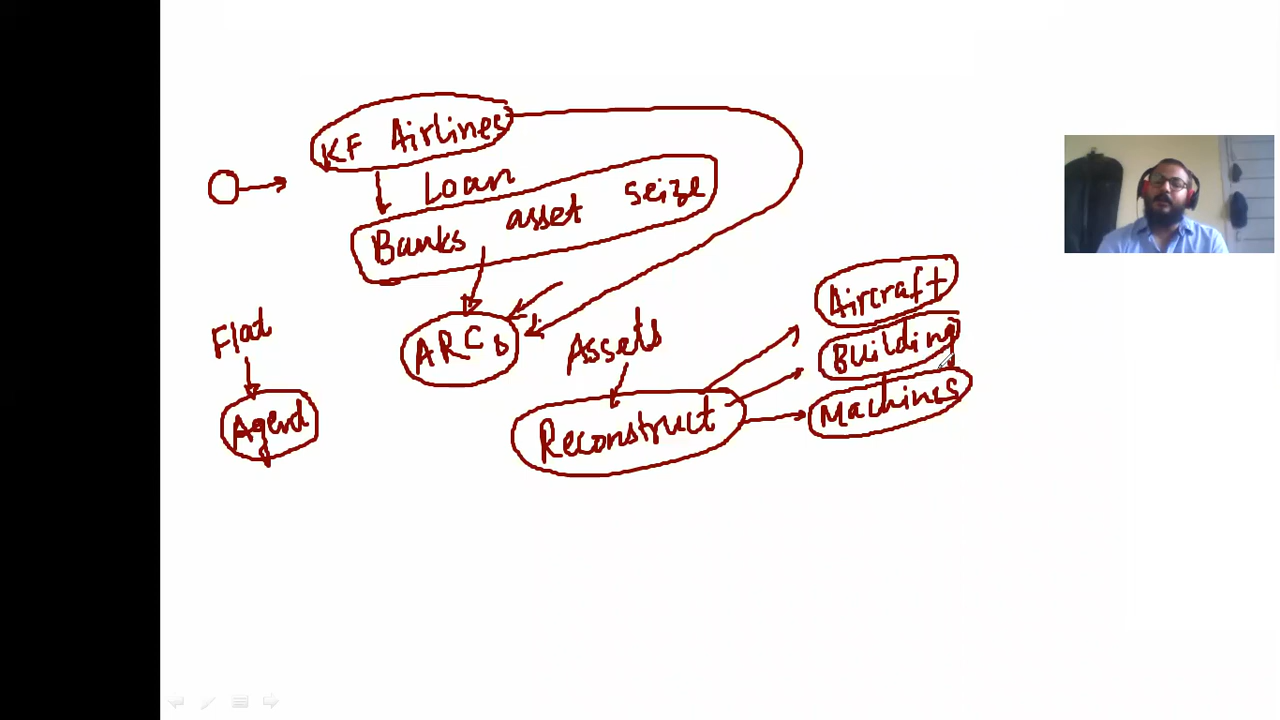 KF Airlines
Loan
Banks asset seize
ARCs
Flat
Agent
Assets
Reconstruct
Aircraft
Building
Machines